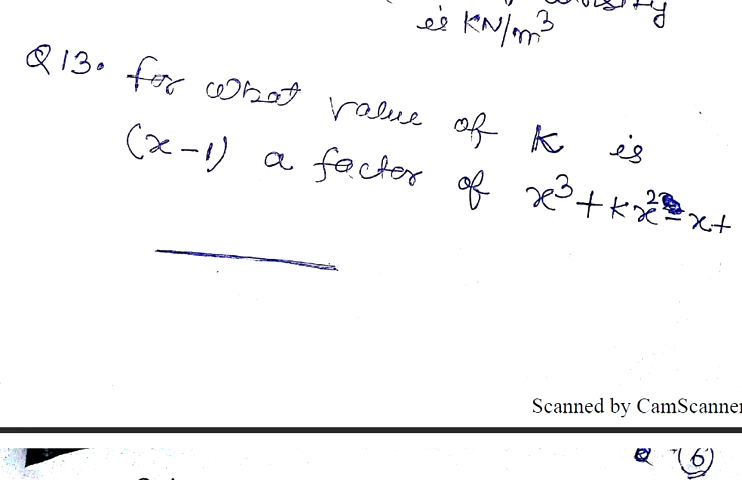 is KN/m³
Q13. for what value of K is
(x-1) a factor of x³+Kx²-x+
Scanned by CamScanner
Q (6)